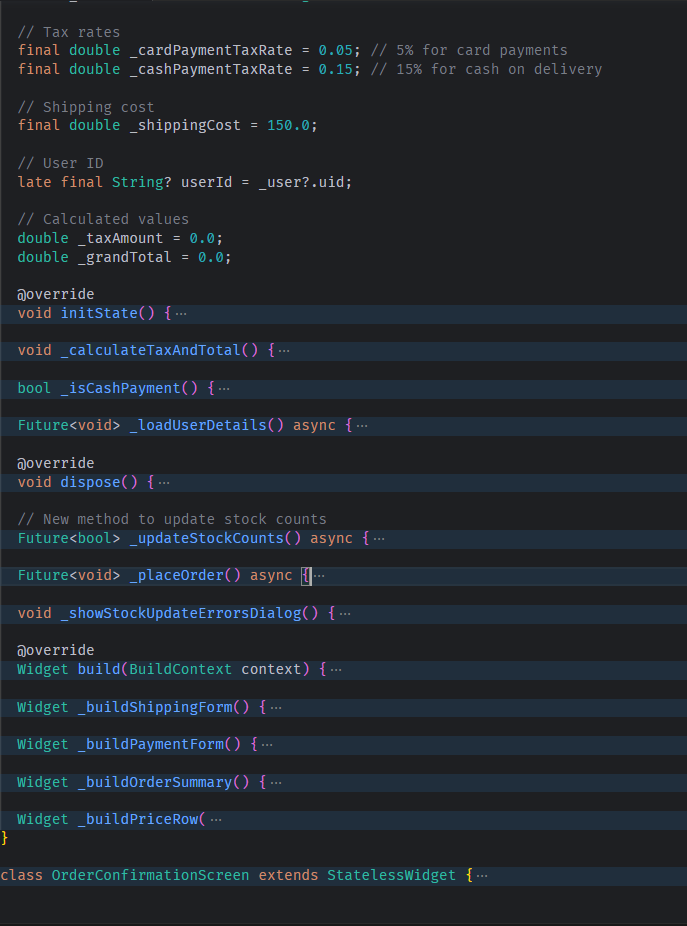 // Tax rates
final double _cardPaymentTaxRate = 0.05; // 5% for card payments
final double _cashPaymentTaxRate = 0.15; // 15% for cash on delivery
// Shipping cost
final double _shippingCost = 150.0;
// User ID
late final String? userId = _user?.uid;
// Calculated values
double _taxAmount = 0.0;
double _grandTotal = 0.0;
@override
void initState() {···
void _calculateTaxAndTotal() {···
bool _isCashPayment() {···
Future<void> _loadUserDetails() async {···
@override
void dispose() {···
// New method to update stock counts
Future<bool> _updateStockCounts() async {···
Future<void> _placeOrder() async {···
void _showStockUpdateErrorsDialog() {···
@override
Widget build(BuildContext context) {···
Widget _buildShippingForm() {···
Widget _buildPaymentForm() {···
Widget _buildOrderSummary() {···
Widget _buildPriceRow(···
}
class OrderConfirmationScreen extends StatelessWidget {···